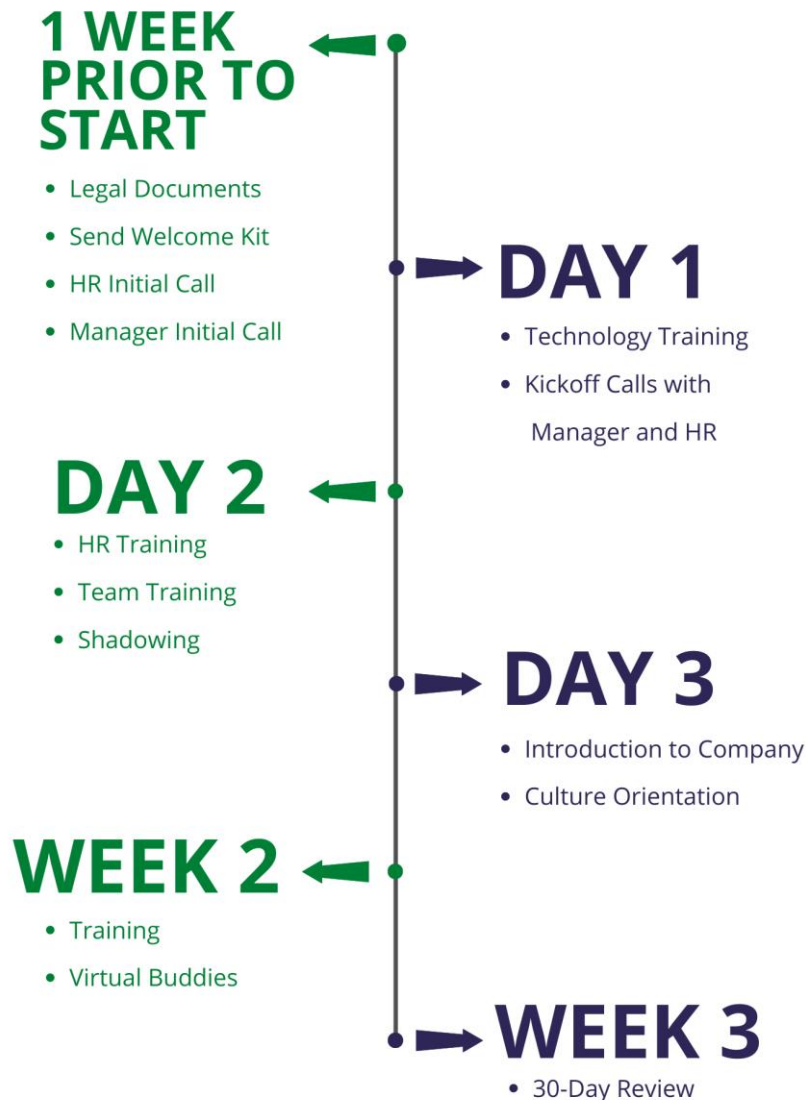 1 WEEK
PRIOR TO
START
• Legal Documents
• Send Welcome Kit
• HR Initial Call
• Manager Initial Call
DAY 1
• Technology Training
• Kickoff Calls with
Manager and HR
DAY 2
• HR Training
• Team Training
• Shadowing
DAY 3
• Introduction to Company
• Culture Orientation
WEEK 2
• Training
• Virtual Buddies
WEEK 3
• 30-Day Review